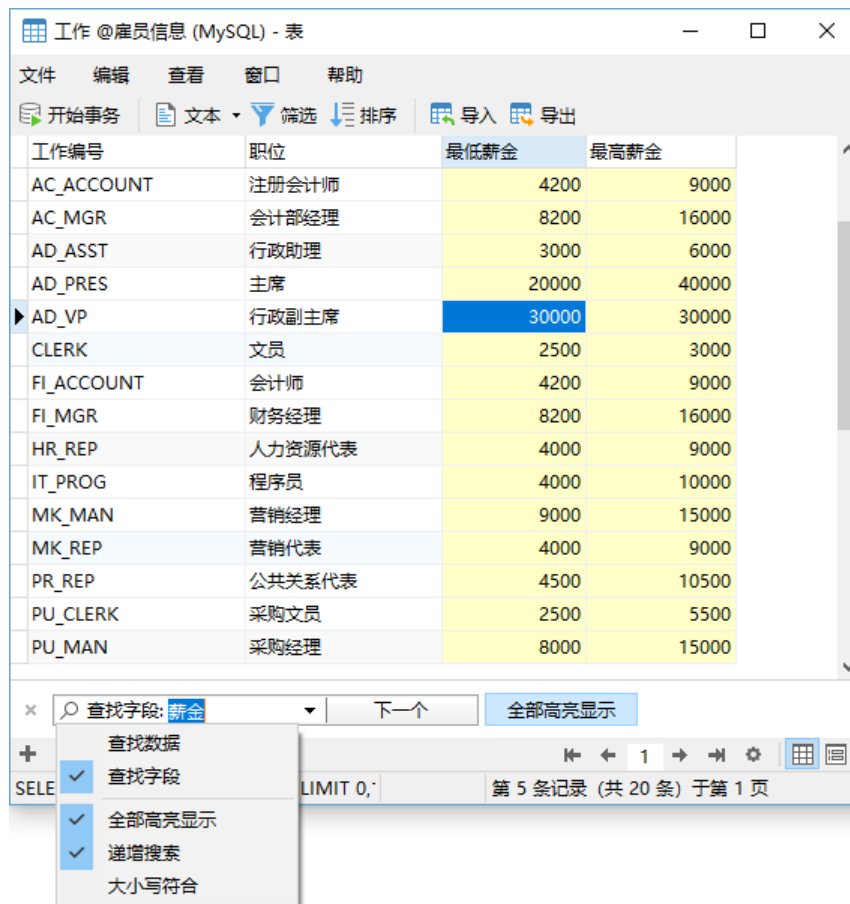 工作 @雇员信息 (MySQL) - 表
文件 编辑 查看 窗口 帮助
开始事务 文本 筛选 排序 导入 导出
工作编号 职位 最低薪金 最高薪金
AC_ACCOUNT 注册会计师 4200 9000
AC_MGR 会计部经理 8200 16000
AD_ASST 行政助理 3000 6000
AD_PRES 主席 20000 40000
AD_VP 行政副主席 30000 30000
CLERK 文员 2500 3000
FI_ACCOUNT 会计师 4200 9000
FI_MGR 财务经理 8200 16000
HR_REP 人力资源代表 4000 9000
IT_PROG 程序员 4000 10000
MK_MAN 营销经理 9000 15000
MK_REP 营销代表 4000 9000
PR_REP 公共关系代表 4500 10500
PU_CLERK 采购文员 2500 5500
PU_MAN 采购经理 8000 15000
查找字段: 薪金 下一个 全部高亮显示
查找数据
1
查找字段
SELE LIMIT 0, 第 5 条记录 (共 20 条) 于第 1 页
全部高亮显示
递增搜索
大小写符合